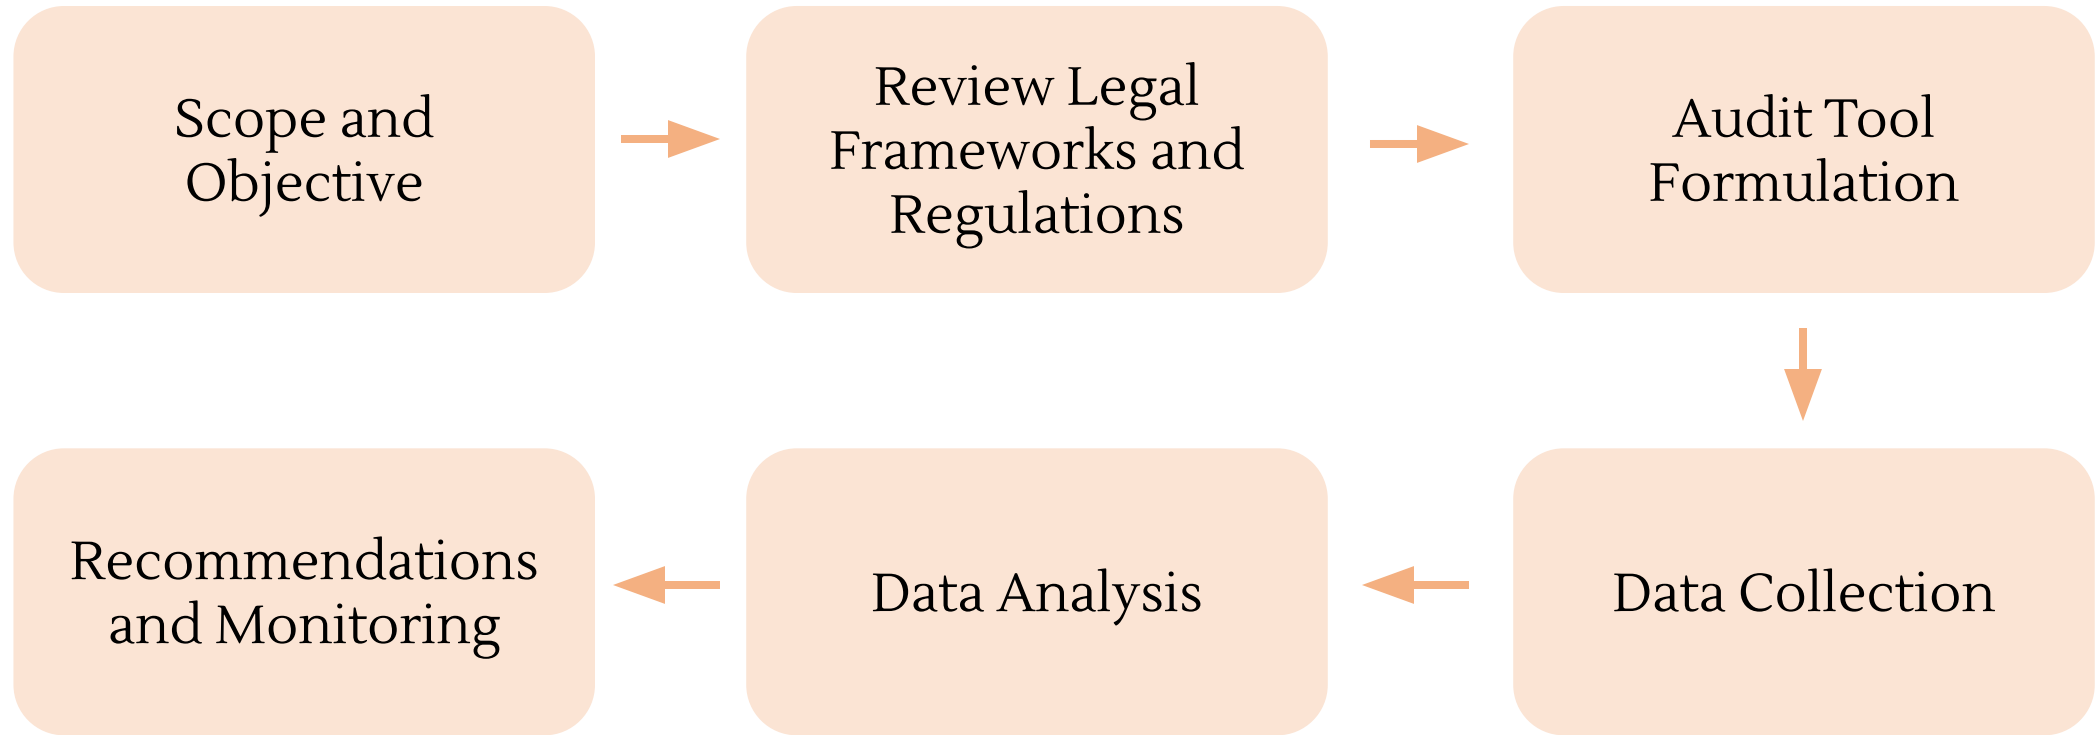 Scope and
Objective
Review Legal
Frameworks and
Regulations
Audit Tool
Formulation
Data Collection
Data Analysis
Recommendations
and Monitoring